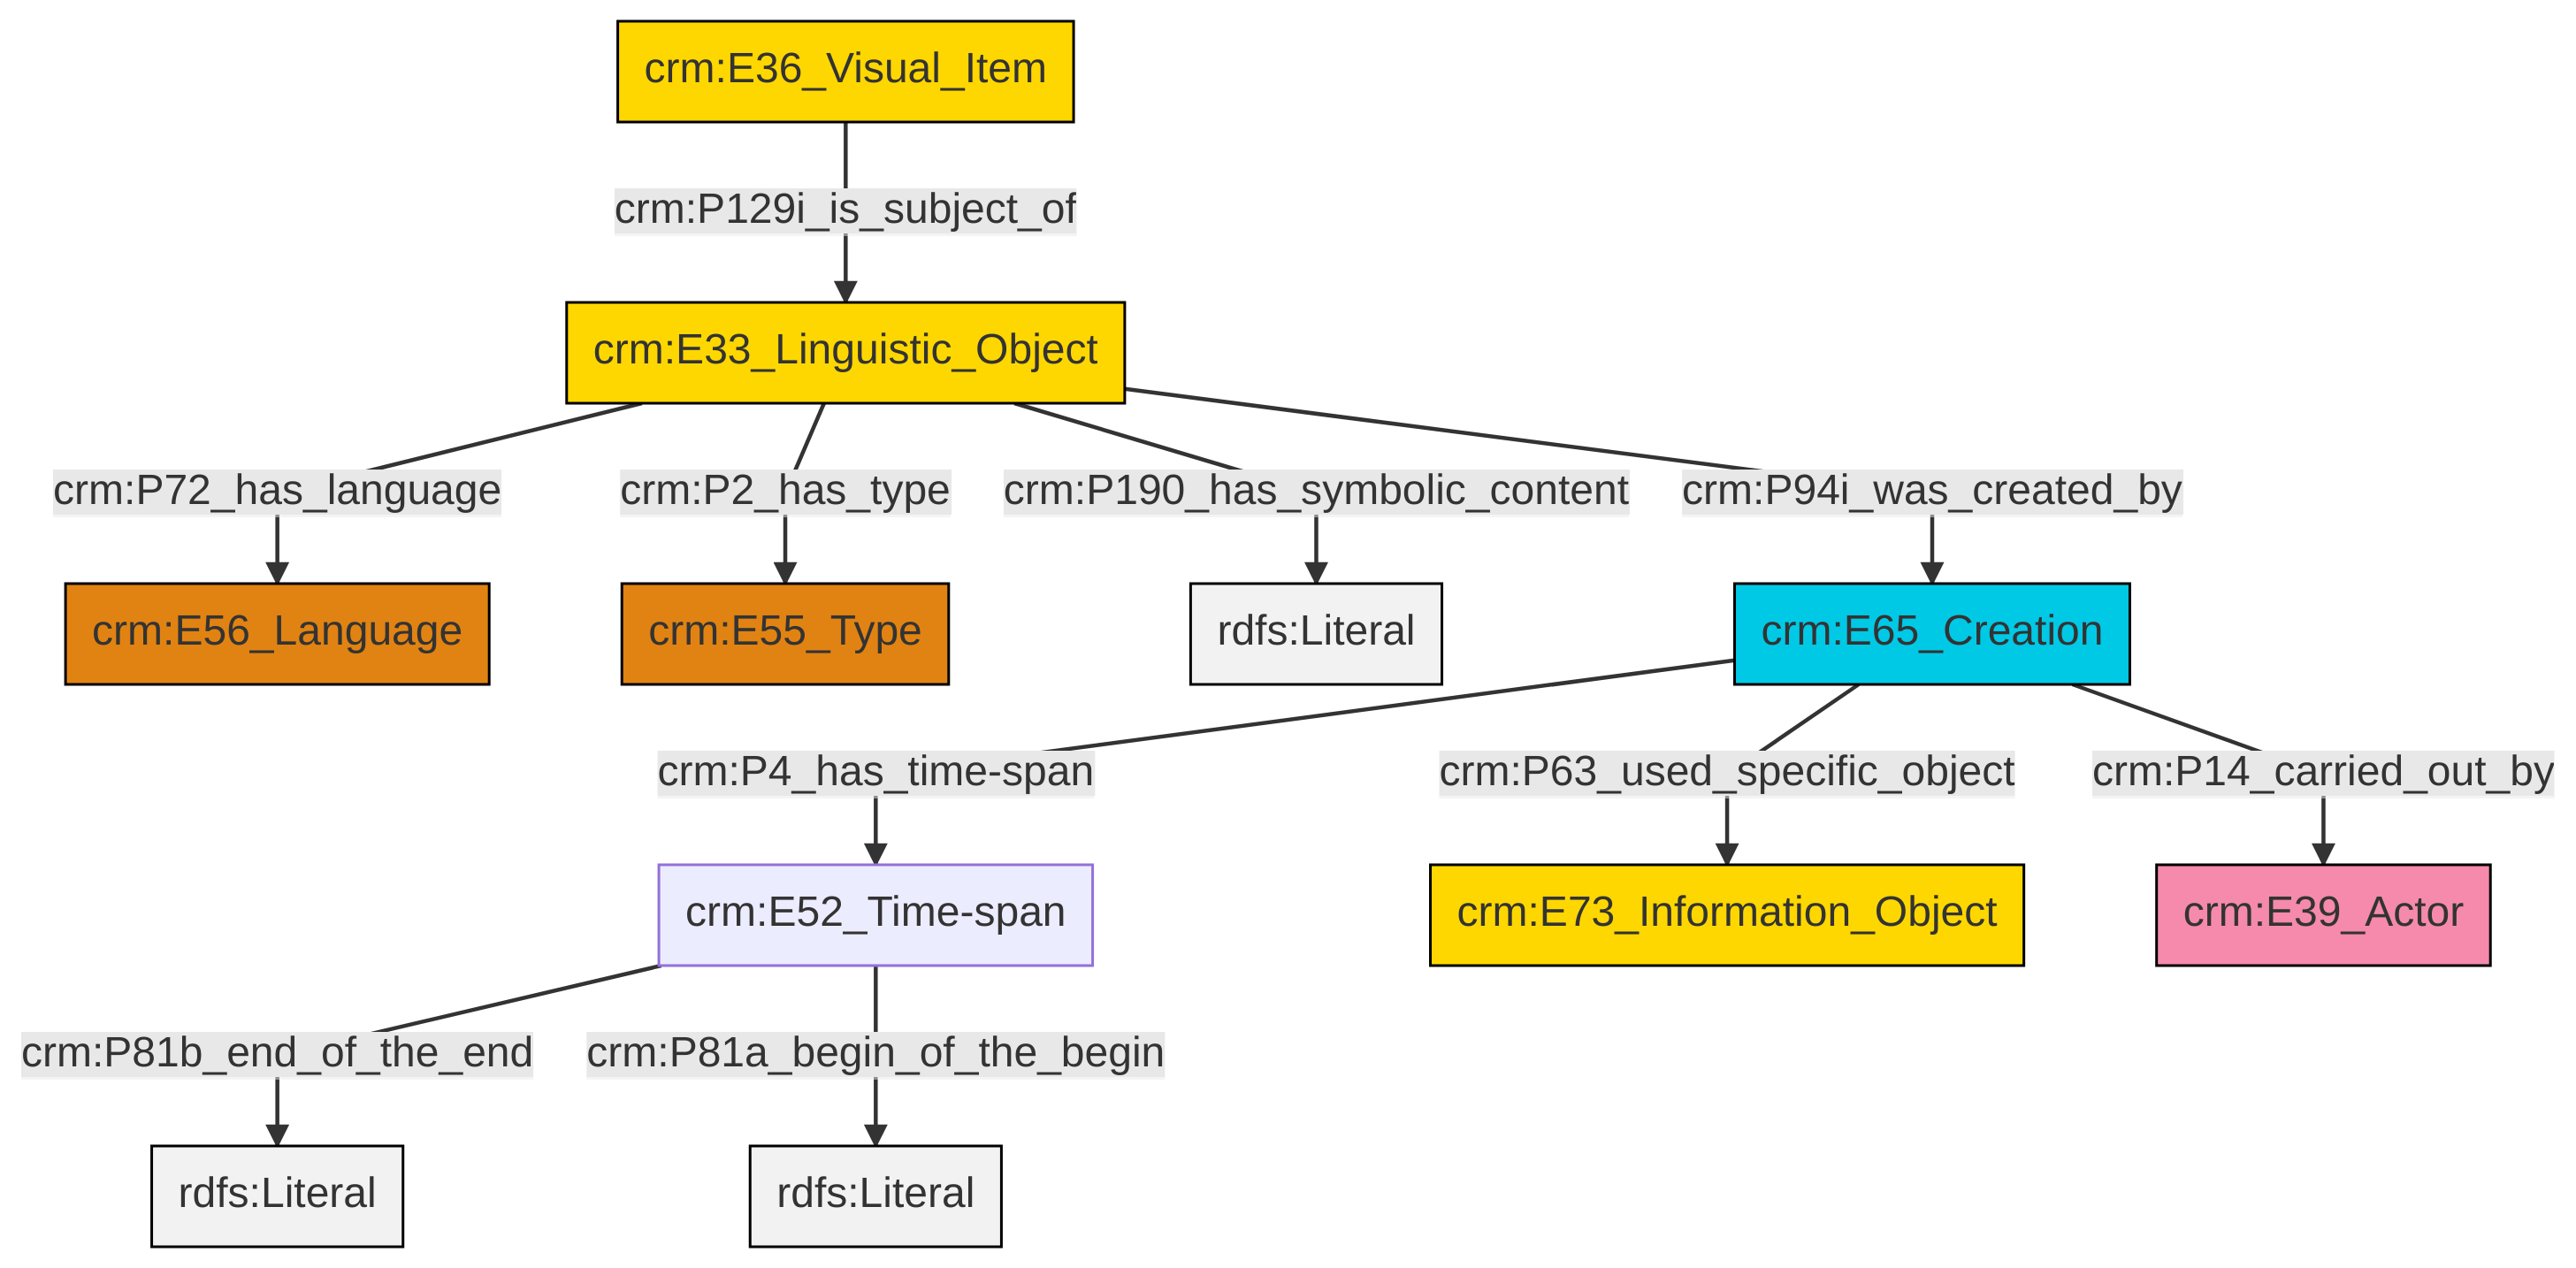 crm:E36_Visual_Item
crm:P129i_is_subject_of
crm:E33_Linguistic_Object
crm:P72_has_language
crm:P2_has_type
crm:P190_has_symbolic_content
crm:P94i_was_created_by
crm:E56_Language
crm:E55_Type
rdfs:Literal
crm:E65_Creation
crm:P4_has_time-span
crm:P63_used_specific_object
crm:P14_carried_out_by
crm:E52_Time-span
crm:E73_Information_Object
crm:E39_Actor
crm:P81b_end_of_the_end
crm:P81a_begin_of_the_begin
rdfs:Literal
rdfs:Literal